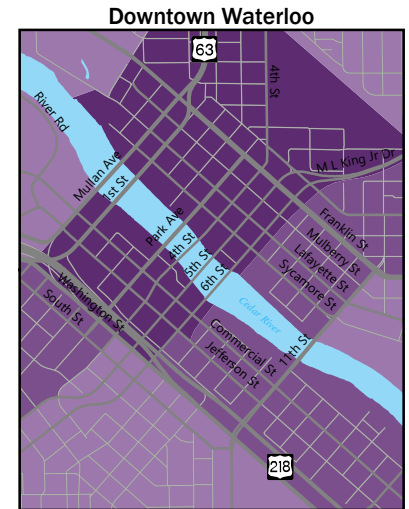 Downtown Waterloo
63
4th St
River Rd
M L King Jr Dr
Mullan Ave
1st St
Park Ave
4th St
5th St
6th St
Franklin St
Mulberry St
Lafayette St
Sycamore St
Washington St
South St
Cedar River
Commercial St
Jefferson St
11th St
218